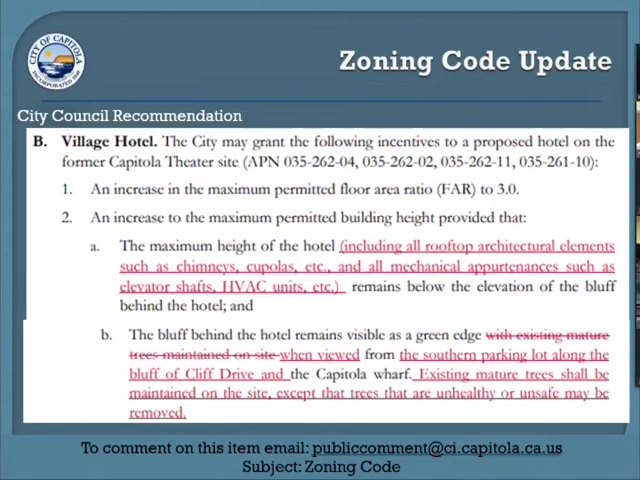 CITY OF CAPITOLA
INCORPORATED 1949
Zoning Code Update
City Council Recommendation
B. Village Hotel. The City may grant the following incentives to a proposed hotel on the
former Capitola Theater site (APN 035-262-04, 035-262-02, 035-262-11, 035-261-10):
1. An increase in the maximum permitted floor area ratio (FAR) to 3.0.
2. An increase to the maximum permitted building height provided that:
a. The maximum height of the hotel (including all rooftop architectural elements
such as chimneys, cupolas, etc., and all mechanical appurtenances such as
elevator shafts, HVAC units, etc.) remains below the elevation of the bluff
behind the hotel; and
b. The bluff behind the hotel remains visible as a green edge with existing mature
trees maintained on site when viewed from the southern parking lot along the
bluff of Cliff Drive and the Capitola wharf. Existing mature trees shall be
maintained on the site, except that trees that are unhealthy or unsafe may be
removed.
To comment on this item email: publiccomment@ci.capitola.ca.us
Subject: Zoning Code